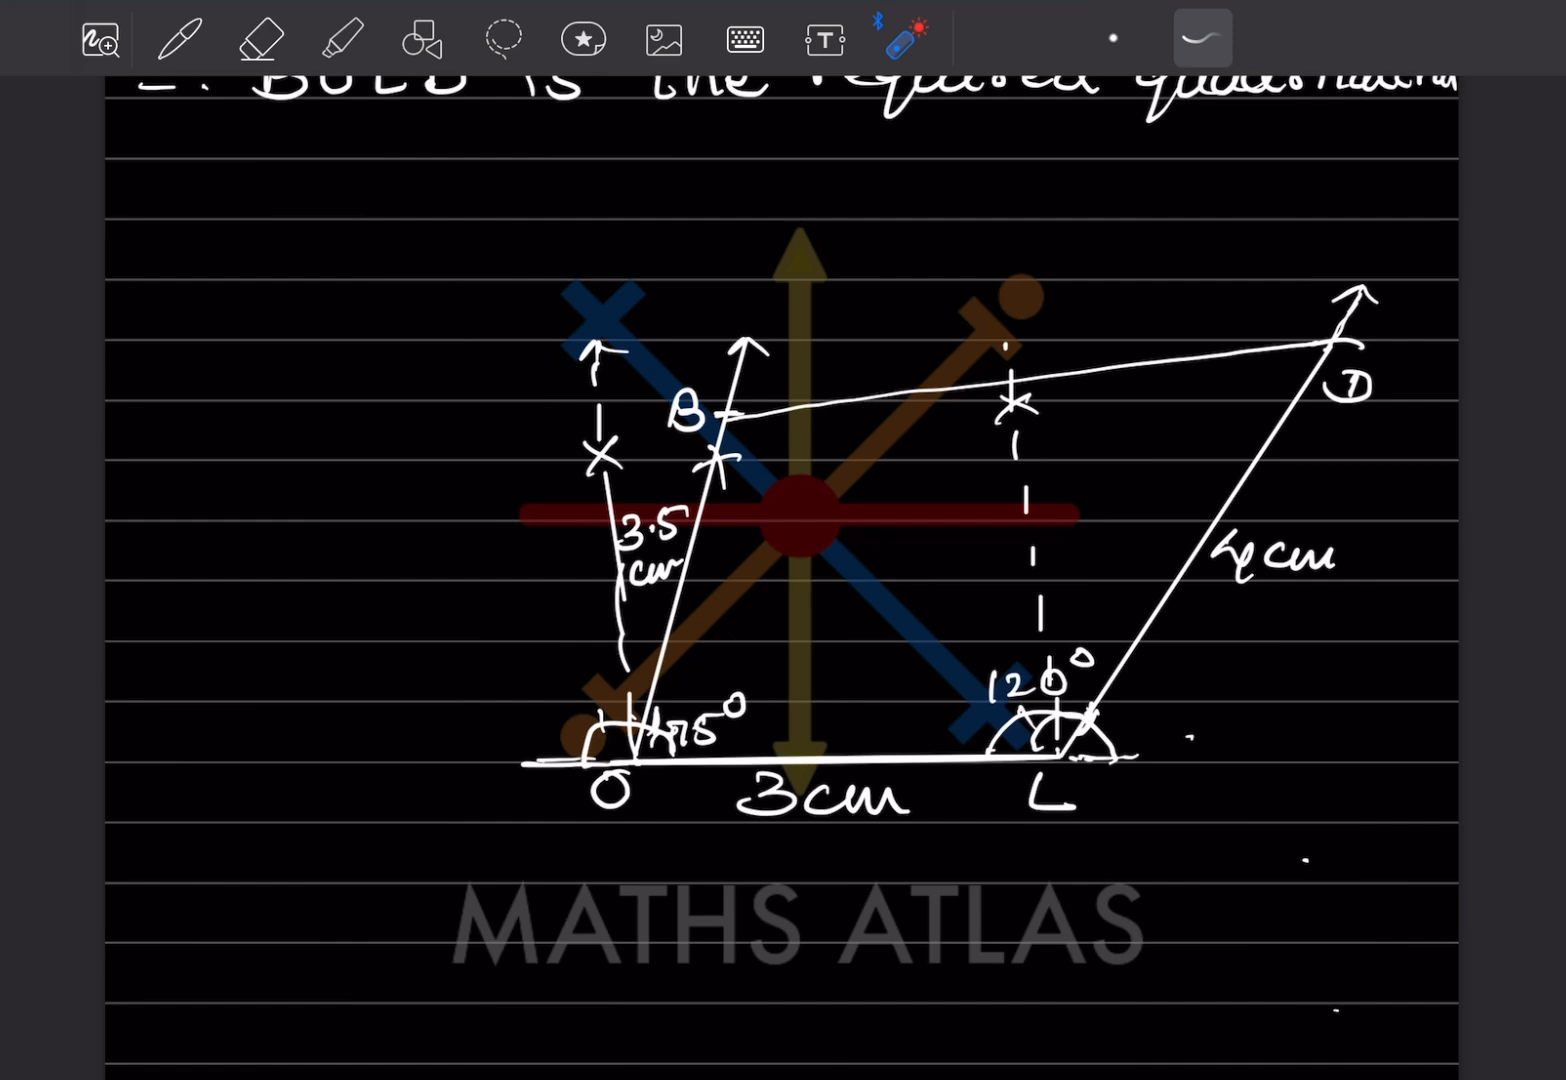 BOLD is the required quadrilateral
B
D
3.5
cm
4cm
120°
75°
O 3cm L
MATHS ATLAS